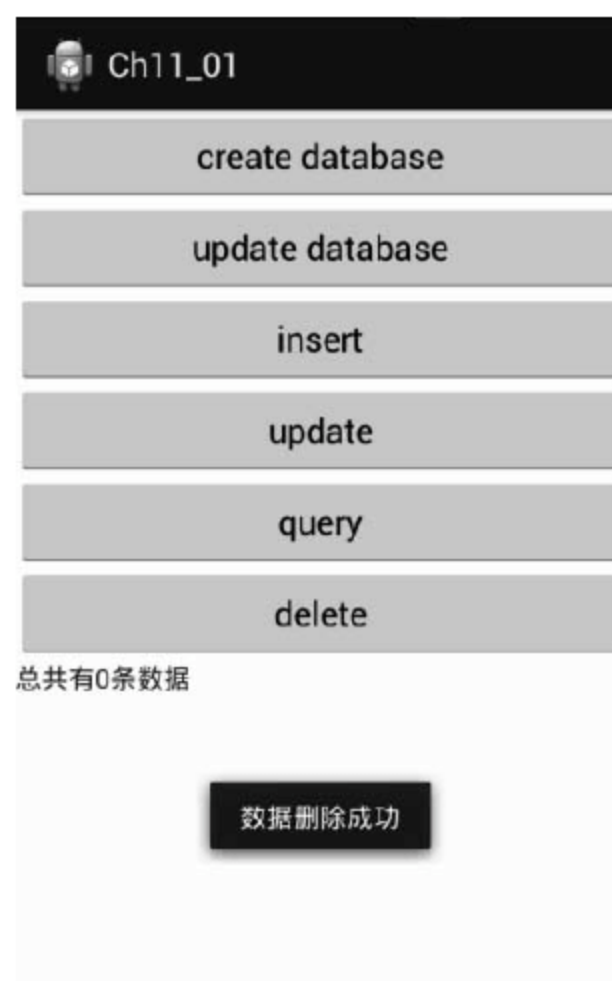 Ch11_01
create database
update database
insert
update
query
delete
总共有0条数据
数据删除成功